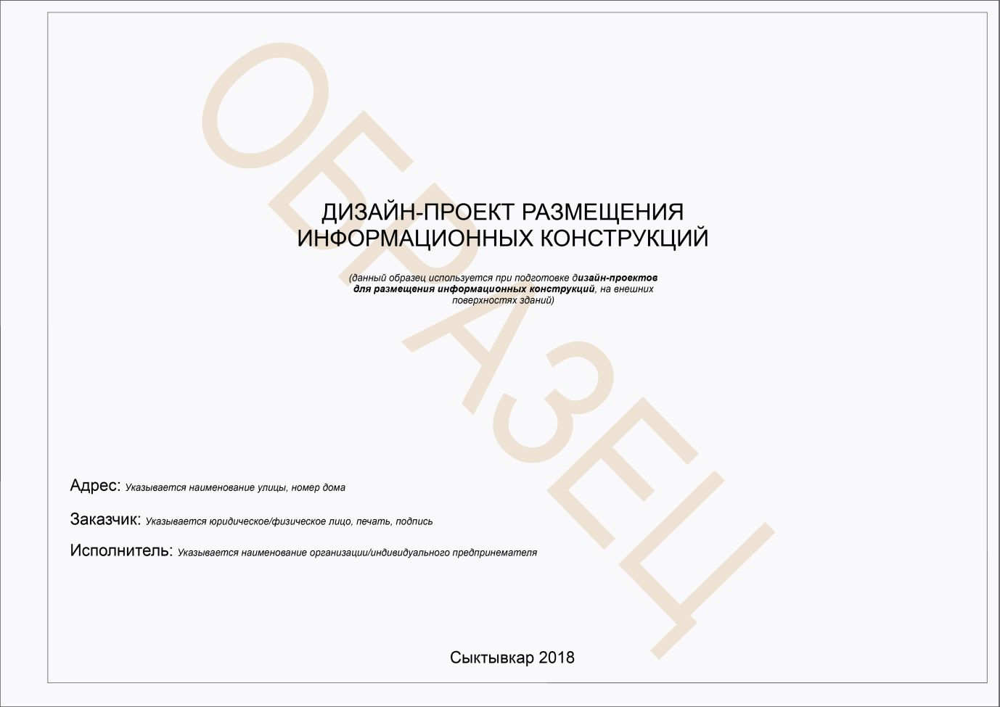 ДИЗАЙН-ПРОЕКТ РАЗМЕЩЕНИЯ
ИНФОРМАЦИОННЫХ КОНСТРУКЦИЙ
(данный образец используется при подготовке дизайн-проектов
для размещения информационных конструкций, на внешних
поверхностях зданий)
ОБРАЗЕЦ
Адрес: Указывается наименование улицы, номер дома
Заказчик: Указывается юридическое/физическое лицо, печать, подпись
Исполнитель: Указывается наименование организации/индивидуального предпринемателя
Сыктывкар 2018